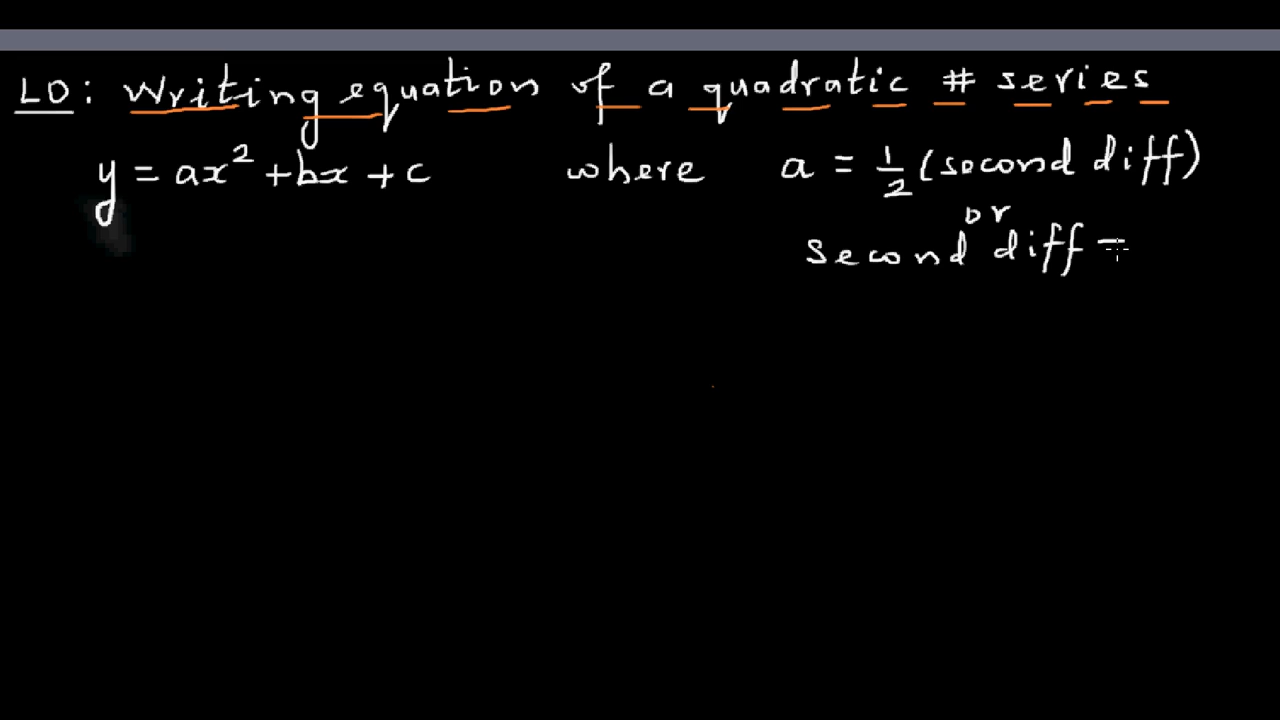 LO: Writing equation of a quadratic # series
y = ax² + bx + c where a = 1/2 (second diff)
or
second diff =